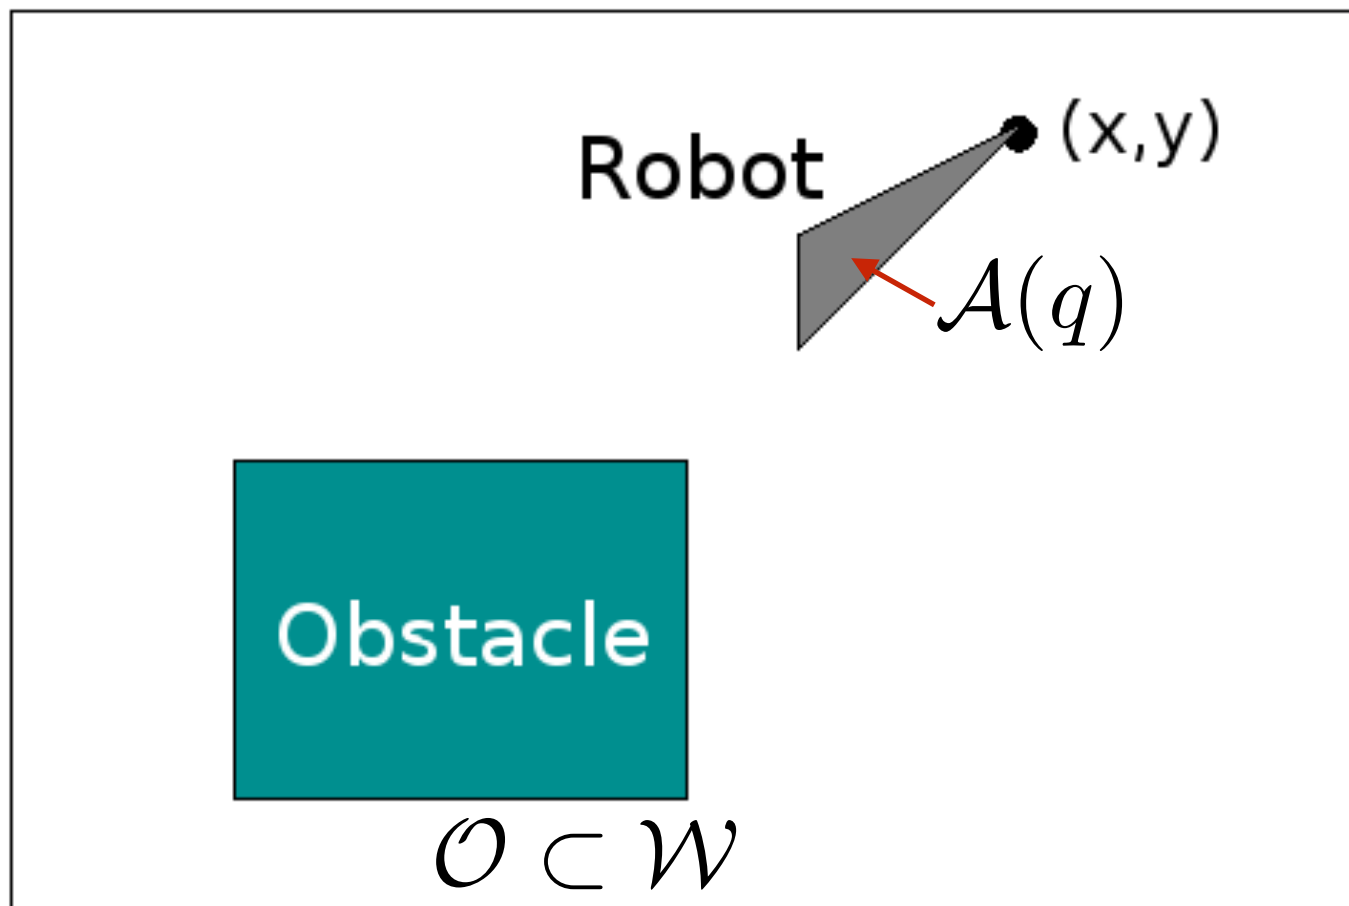 (x,y)
Robot
𝒜(q)
Obstacle
𝒪 ⊂ 𝒲